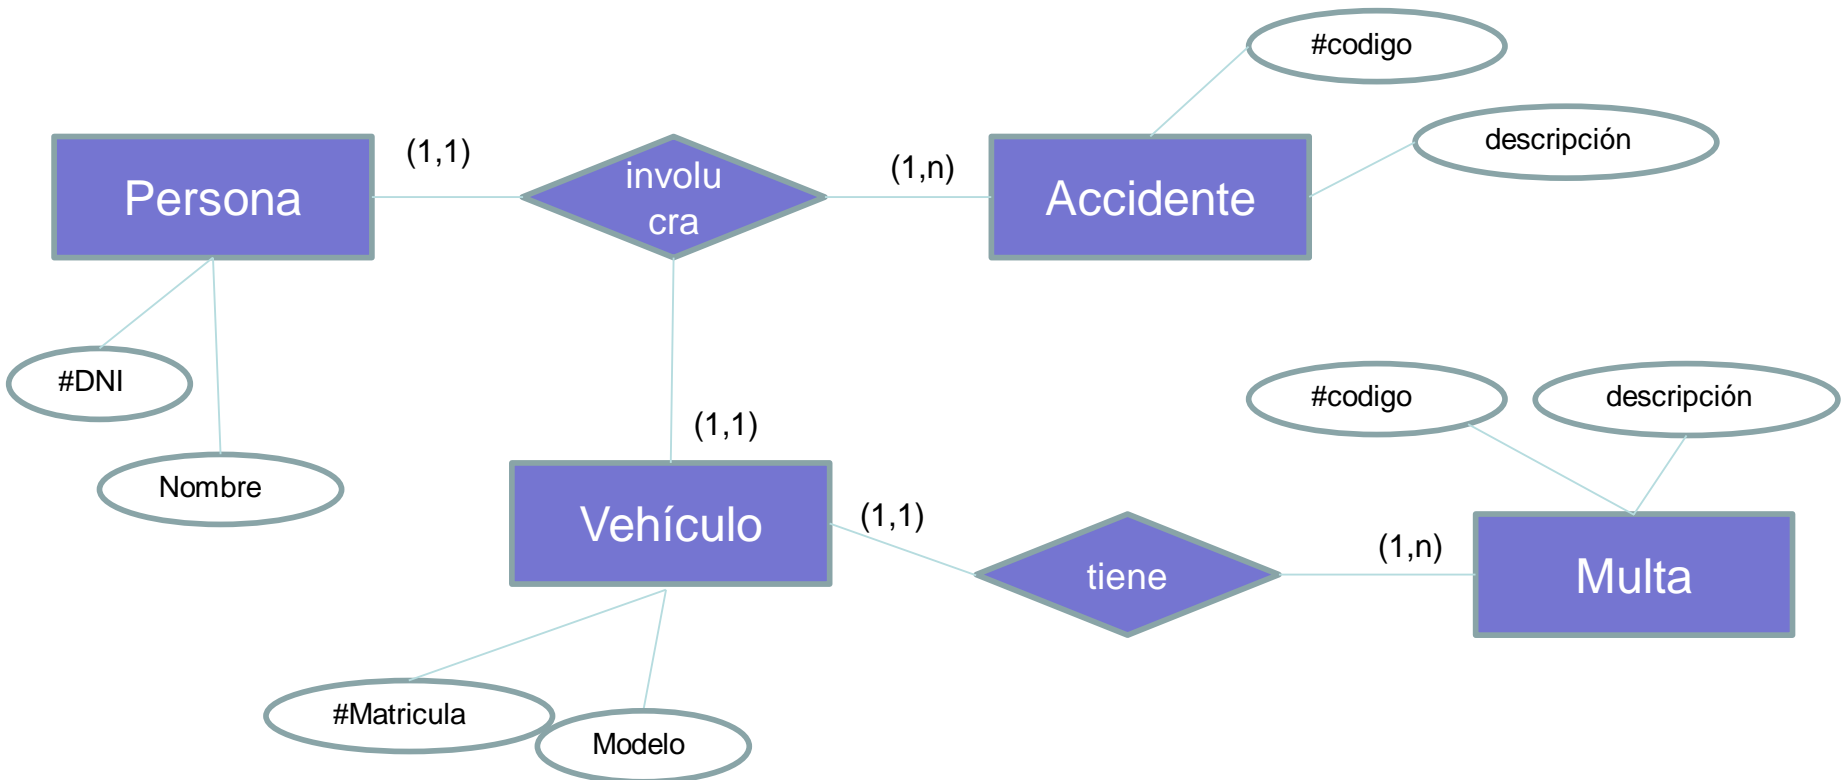 #codigo
descripción
Persona
(1,1)
involu
cra
(1,n)
Accidente
#DNI
Nombre
(1,1)
#codigo
descripción
Vehículo
(1,1)
tiene
(1,n)
Multa
#Matricula
Modelo